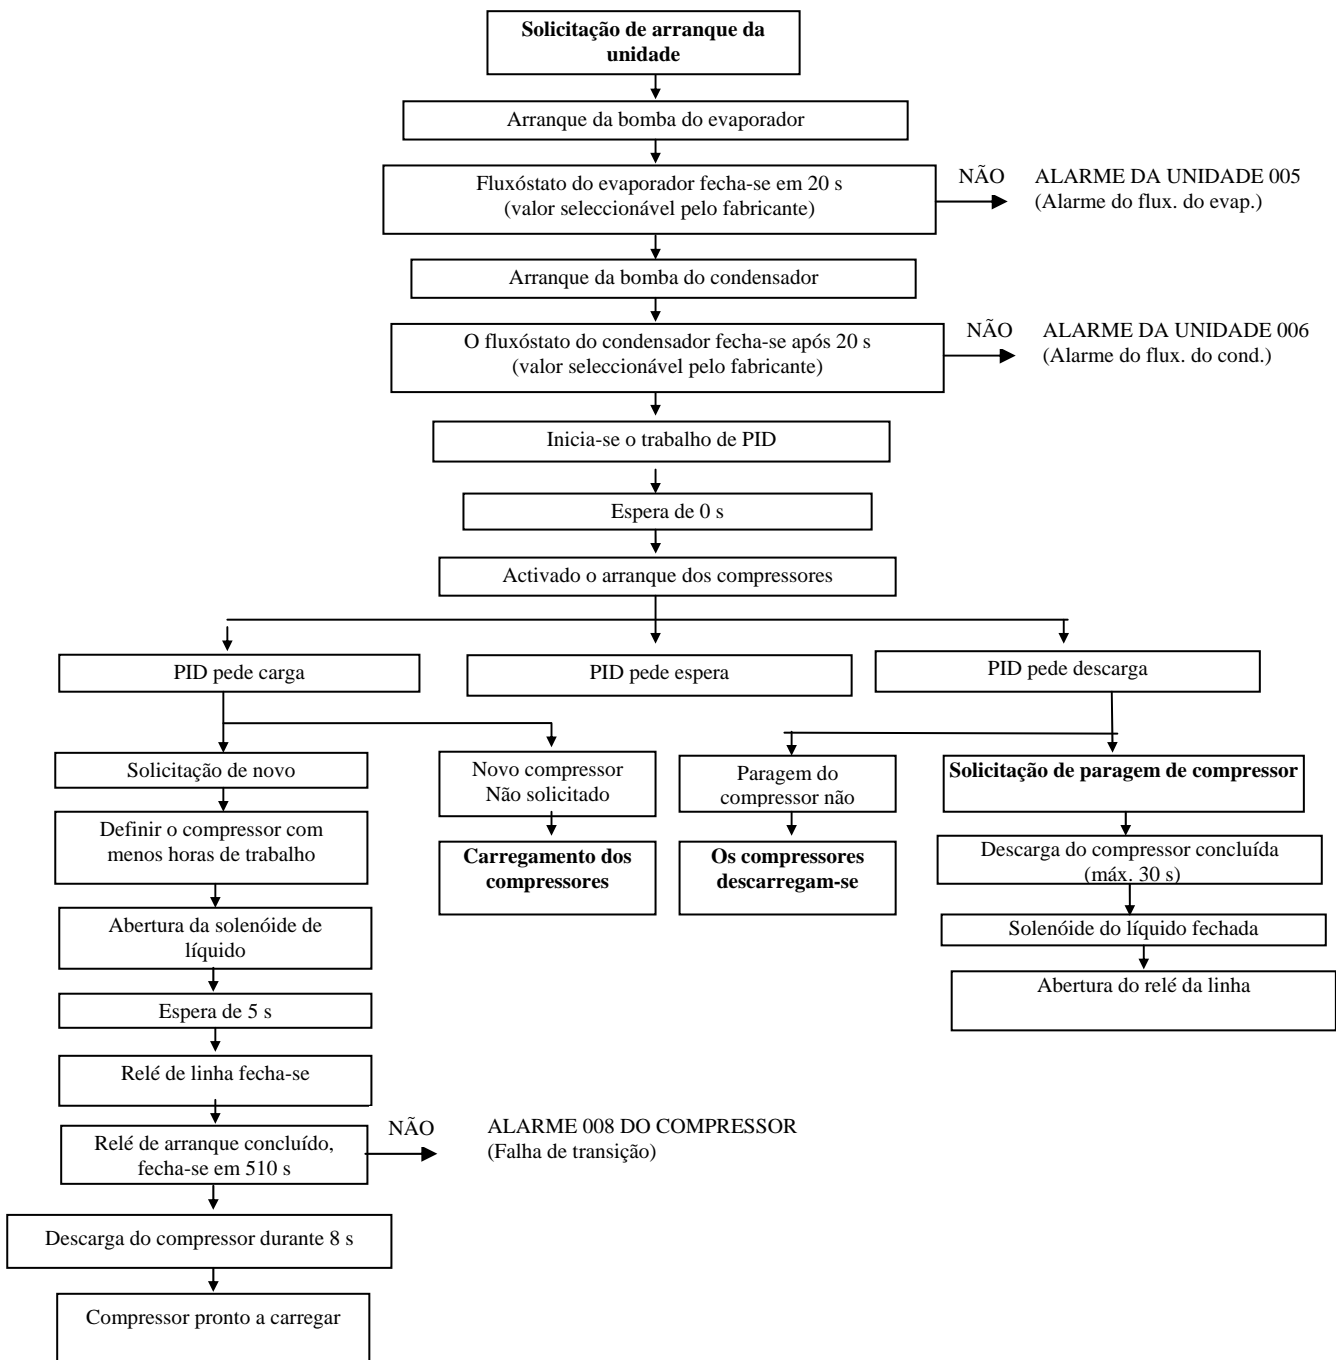 Solicitação de arranque da
unidade
Arranque da bomba do evaporador
Fluxóstato do evaporador fecha-se em 20 s
(valor seleccionável pelo fabricante)
NÃO
ALARME DA UNIDADE 005
(Alarme do flux. do evap.)
Arranque da bomba do condensador
O fluxóstato do condensador fecha-se após 20 s
(valor seleccionável pelo fabricante)
NÃO
ALARME DA UNIDADE 006
(Alarme do flux. do cond.)
Inicia-se o trabalho de PID
Espera de 0 s
Activado o arranque dos compressores
PID pede carga
PID pede espera
PID pede descarga
Solicitação de novo
Novo compressor
Não solicitado
Paragem do
compressor não
Solicitação de paragem de compressor
Definir o compressor com
menos horas de trabalho
Carregamento dos
compressores
Os compressores
descarregam-se
Descarga do compressor concluída
(máx. 30 s)
Abertura da solenóide de
líquido
Solenóide do líquido fechada
Espera de 5 s
Abertura do relé da linha
Relé de linha fecha-se
Relé de arranque concluído,
fecha-se em 510 s
NÃO
ALARME 008 DO COMPRESSOR
(Falha de transição)
Descarga do compressor durante 8 s
Compressor pronto a carregar